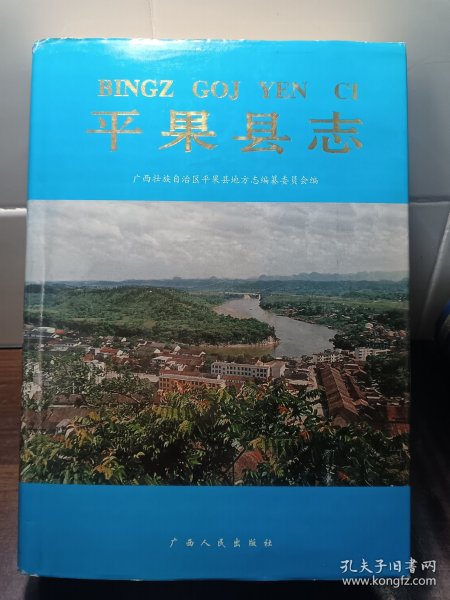 BINGZ GOJ YEN CI
平果县志
广西壮族自治区平果县地方志编纂委员会编
广西人民出版社
孔夫子旧书网
www.kongfz.com